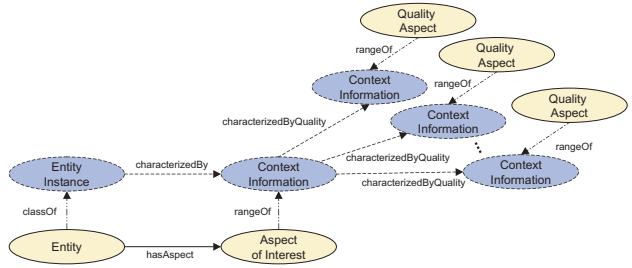 Quality
Aspect
rangeOf
Quality
Aspect
Context
Information
rangeOf
Quality
Aspect
characterizedByQuality
Context
Information
rangeOf
characterizedByQuality
Entity
Instance
characterizedBy
Context
Information
characterizedByQuality
Context
Information
classOf
rangeOf
Entity
hasAspect
Aspect
of Interest